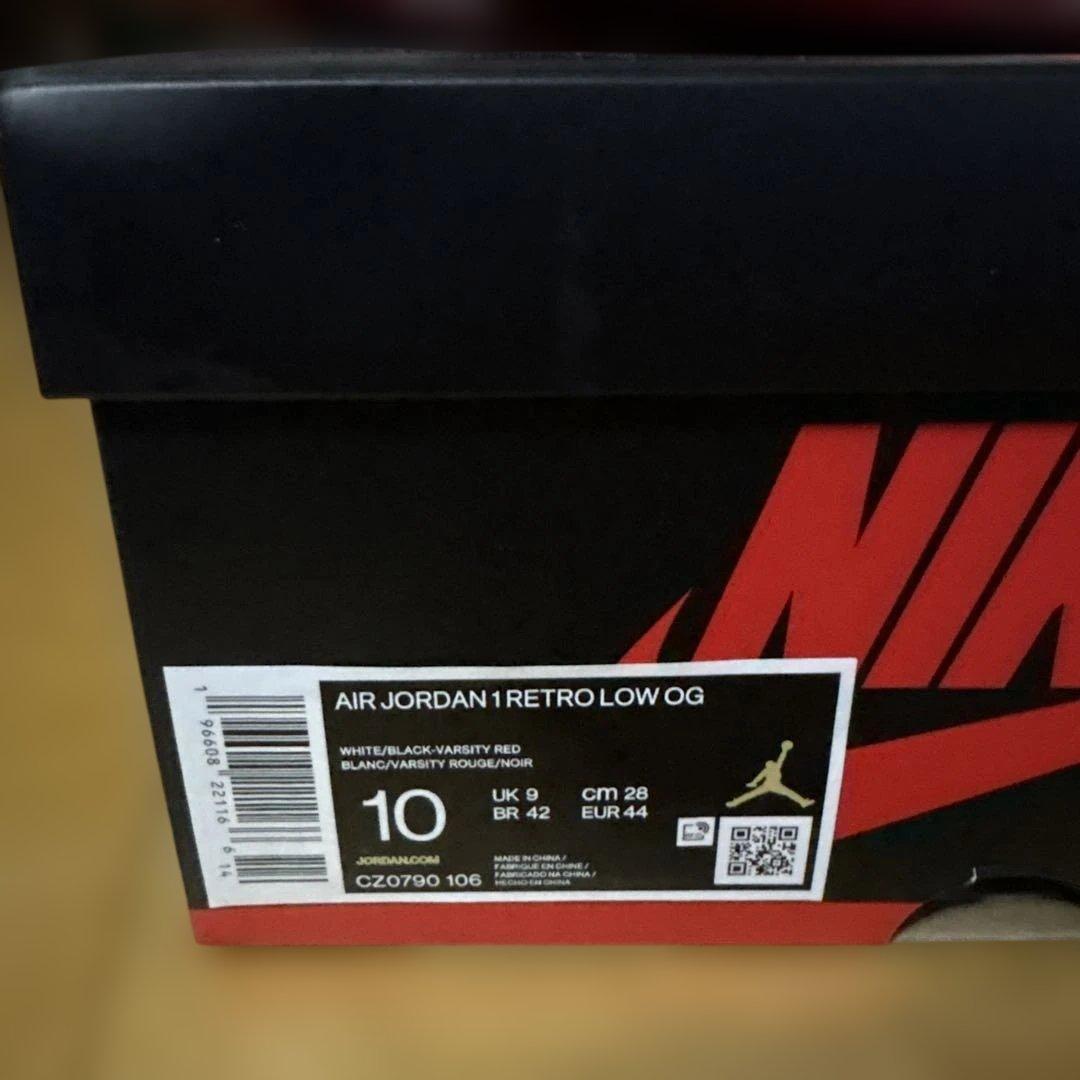 NIK
AIR JORDAN 1 RETRO LOW OG
WHITE/BLACK-VARSITY RED
BLANC/VARSITY ROUGE/NOIR
10
UK 9 cm 28
BR 42 EUR 44
JORDAN.COM
CZ0790 106
MADE IN CHINA /
FABRIQUE EN CHINE /
FABRICADO NA CHINA /
HECHO EN CHINA
1 96608 22116 6 14